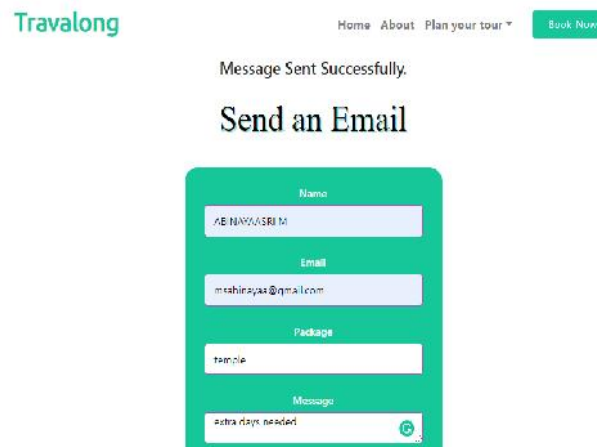 Travalong
Home About Plan your tour Book Now
Message Sent Successfully.
Send an Email
Name
ABINAYAASRI M
Email
msabinayaa@gmail.com
Package
temple
Message
extra days needed